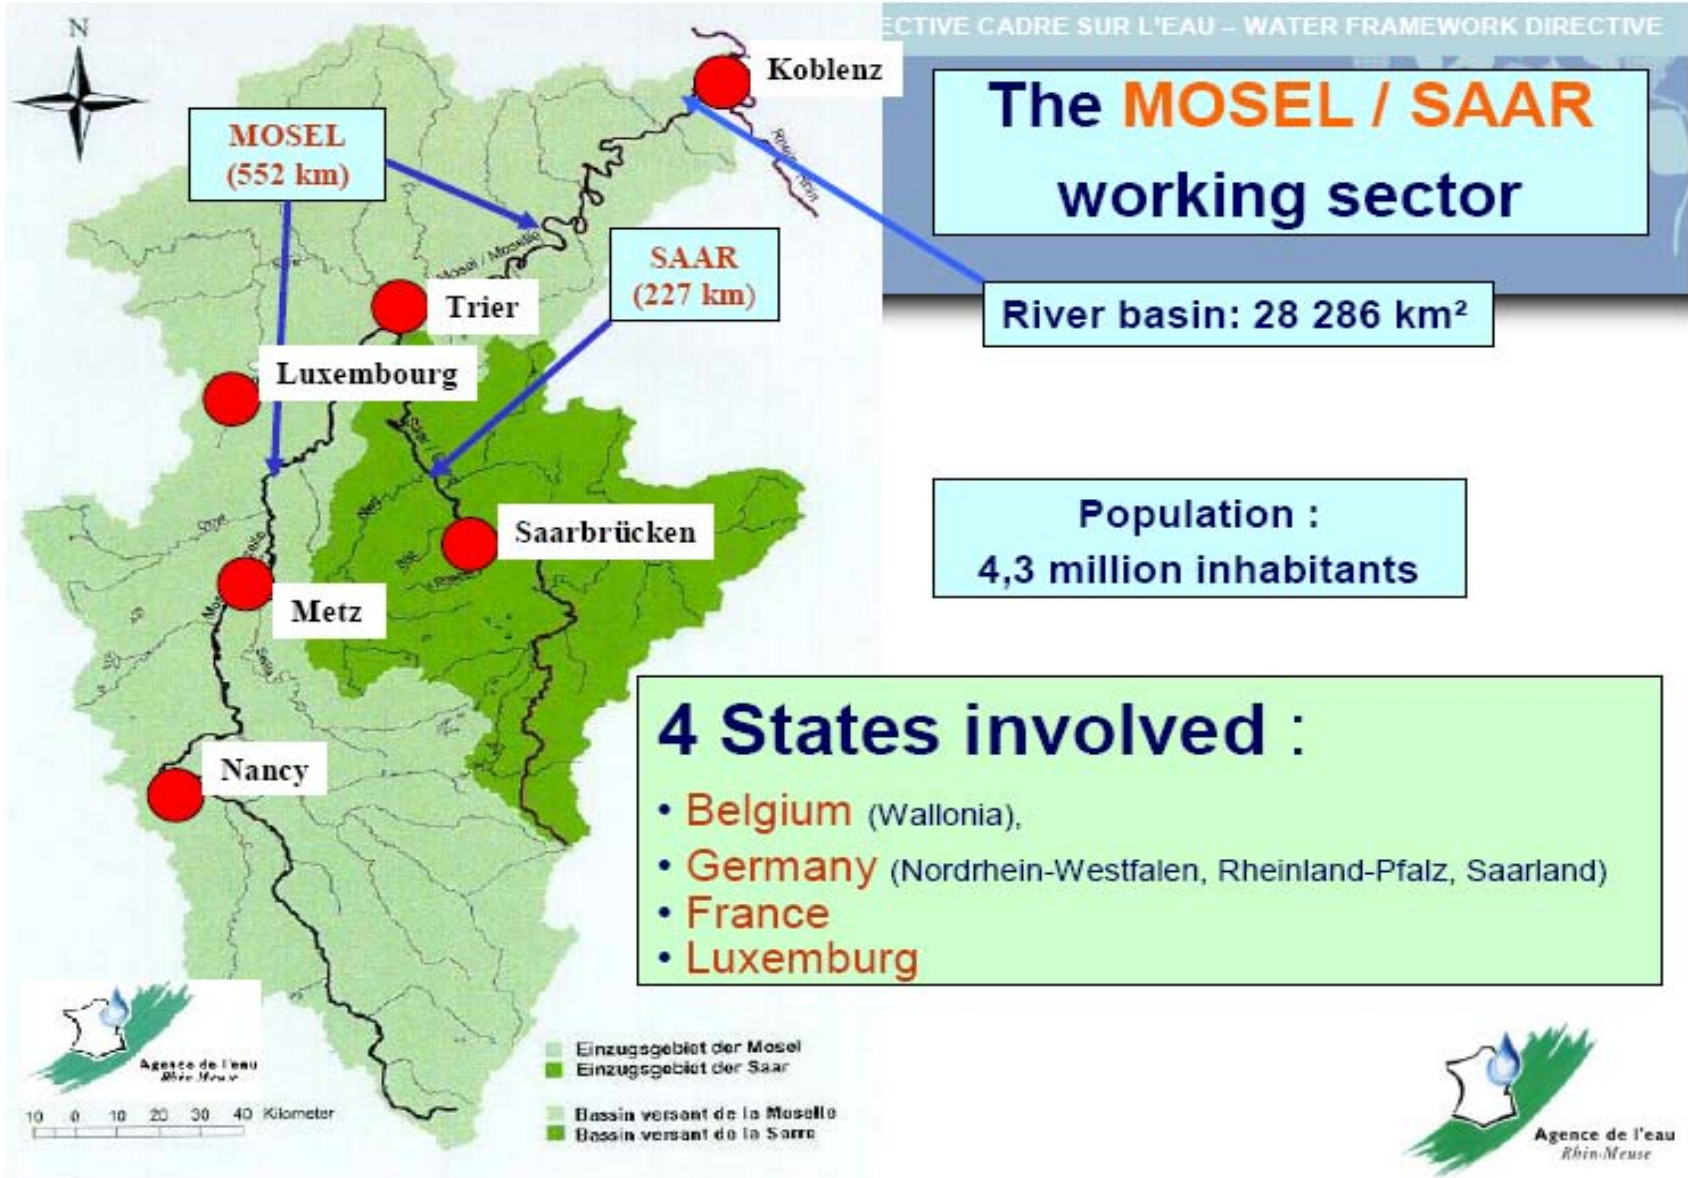 N
ECTIVE CADRE SUR L'EAU – WATER FRAMEWORK DIRECTIVE
The MOSEL / SAAR
working sector
Koblenz
MOSEL
(552 km)
SAAR
(227 km)
River basin: 28 286 km²
Mosel / Moselle
Trier
Luxembourg
Population :
4,3 million inhabitants
Saarbrücken
Metz
Nancy
4 States involved :
• Belgium (Wallonia),
• Germany (Nordrhein-Westfalen, Rheinland-Pfalz, Saarland)
• France
• Luxemburg
Agence de l'eau
Rhin-Meuse
10 0 10 20 30 40 Kilometer
Einzugsgebiet der Mosel
Einzugsgebiet der Saar
Bassin versant de la Moselle
Bassin versant de la Sarre
Agence de l'eau
Rhin-Meuse